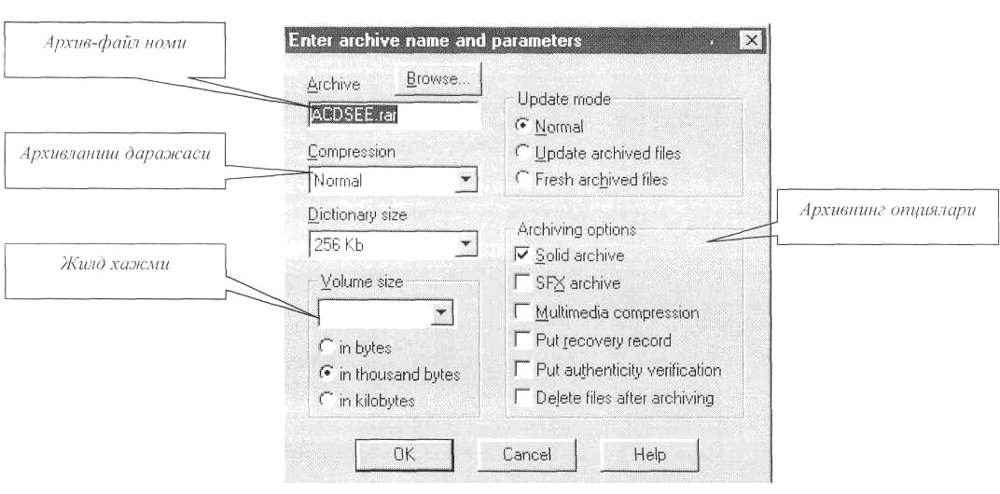 Архив-файл номи
Архивланиш даражаси
Жилд хажми
Enter archive name and parameters
Archive
Browse...
ACDSEE.rar
Compression
Normal
Dictionary size
256 Kb
Volume size
in bytes
in thousand bytes
in kilobytes
Update mode
Normal
Update archived files
Fresh archived files
Archiving options
Solid archive
SFX archive
Multimedia compression
Put recovery record
Put authenticity verification
Delete files after archiving
OK
Cancel
Help
Архивнинг опциялари